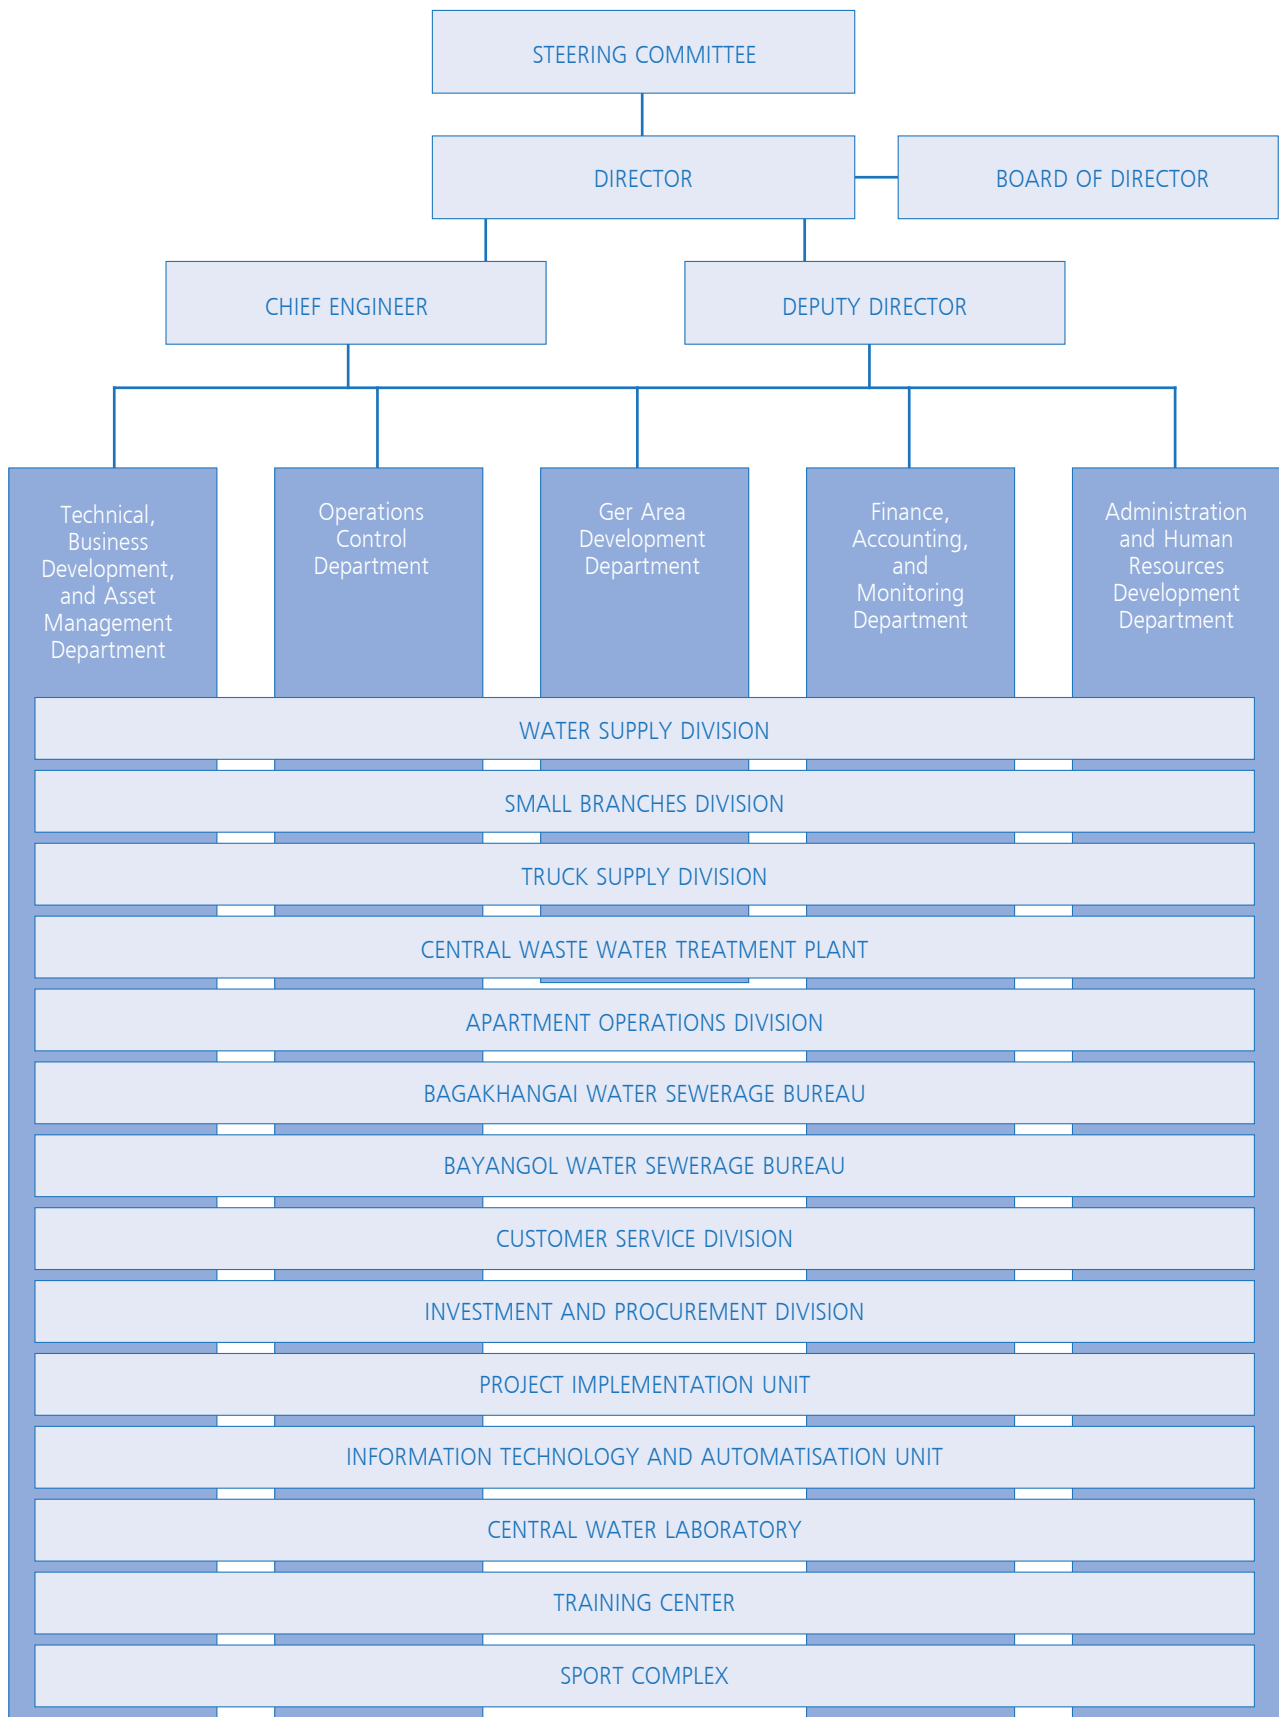 STEERING COMMITTEE
DIRECTOR
BOARD OF DIRECTOR
CHIEF ENGINEER
DEPUTY DIRECTOR
Technical,
Business
Development,
and Asset
Management
Department
Operations
Control
Department
Ger Area
Development
Department
Finance,
Accounting,
and
Monitoring
Department
Administration
and Human
Resources
Development
Department
WATER SUPPLY DIVISION
SMALL BRANCHES DIVISION
TRUCK SUPPLY DIVISION
CENTRAL WASTE WATER TREATMENT PLANT
APARTMENT OPERATIONS DIVISION
BAGAKHANGAI WATER SEWERAGE BUREAU
BAYANGOL WATER SEWERAGE BUREAU
CUSTOMER SERVICE DIVISION
INVESTMENT AND PROCUREMENT DIVISION
PROJECT IMPLEMENTATION UNIT
INFORMATION TECHNOLOGY AND AUTOMATISATION UNIT
CENTRAL WATER LABORATORY
TRAINING CENTER
SPORT COMPLEX